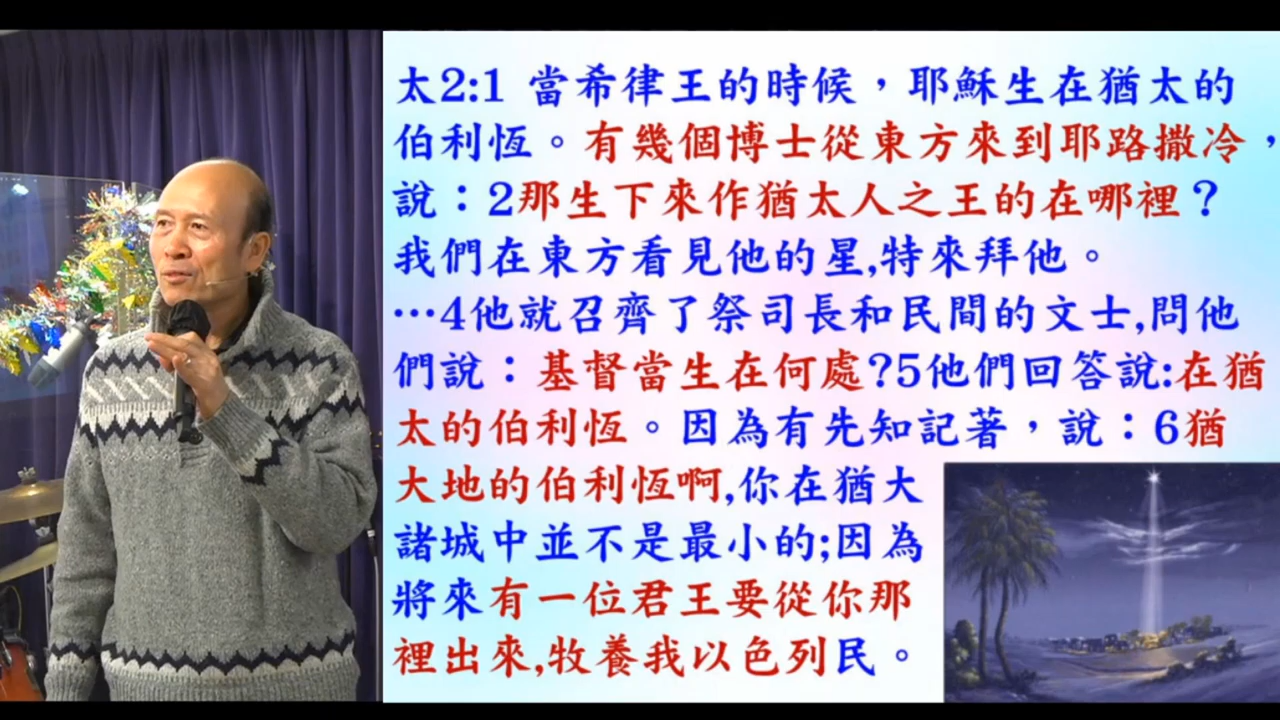 太2:1 當希律王的時候，耶穌生在猶太的
伯利恆。有幾個博士從東方來到耶路撒冷，
說：2那生下來作猶太人之王的在哪裡？
我們在東方看見他的星,特來拜他。
…4他就召齊了祭司長和民間的文士,問他
們說：基督當生在何處?5他們回答說:在猶
太的伯利恆。因為有先知記著，說：6猶
大地的伯利恆啊,你在猶大
諸城中並不是最小的;因為
將來有一位君王要從你那
裡出來,牧養我以色列民。